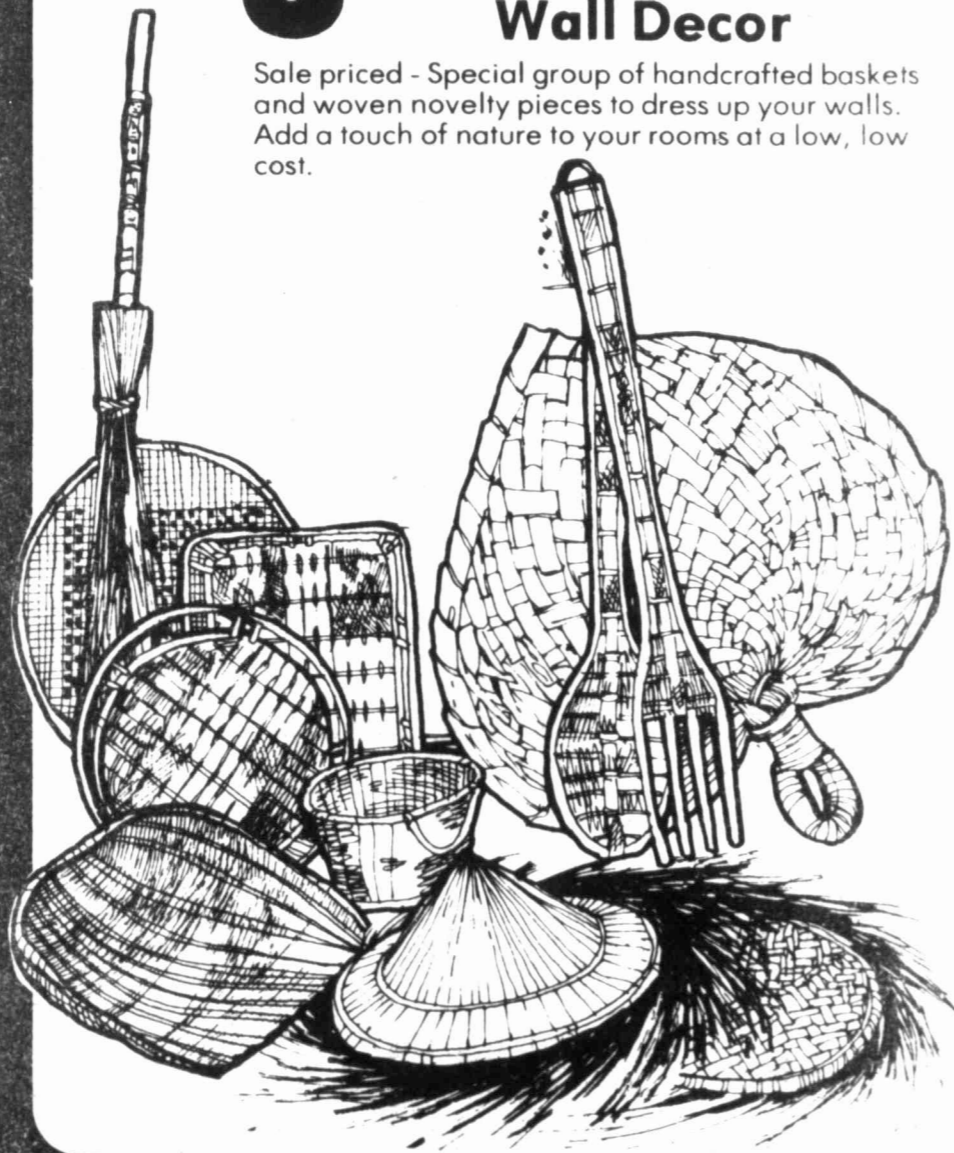 Wall Decor
Sale priced - Special group of handcrafted baskets
and woven novelty pieces to dress up your walls.
Add a touch of nature to your rooms at a low, low
cost.